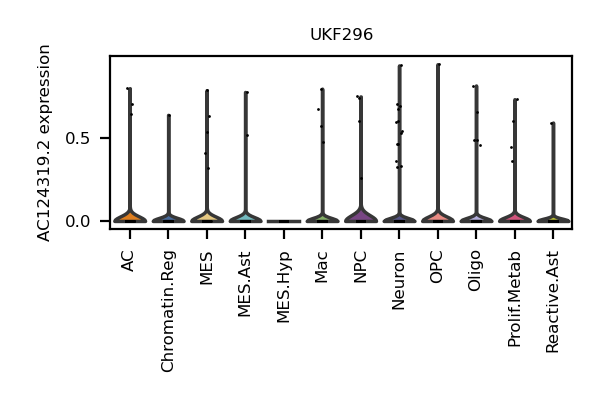 UKF296
AC124319.2 expression
0.5
0.0
AC
Chromatin.Reg
MES
MES.Ast
MES.Hyp
Mac
NPC
Neuron
OPC
Oligo
Prolif.Metab
Reactive.Ast